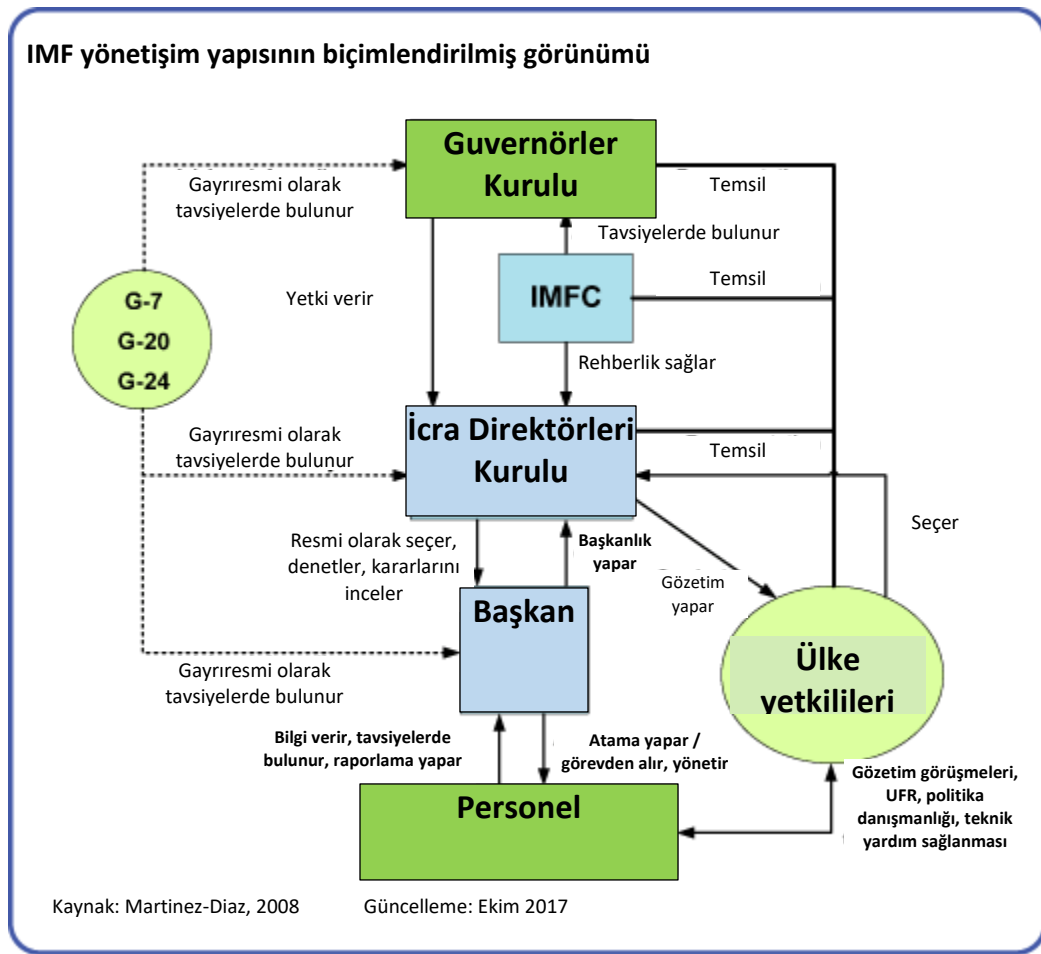 IMF yönetişim yapısının biçimlendirilmiş görünümü
Guvernörler
Kurulu
Gayrıresmi olarak
tavsiyelerde bulunur
Temsil
Tavsiyelerde bulunur
G-7
G-20
G-24
Yetki verir
IMFC
Temsil
Rehberlik sağlar
İcra Direktörleri
Kurulu
Gayrıresmi olarak
tavsiyelerde bulunur
Temsil
Seçer
Resmi olarak seçer,
denetler, kararlarını
inceler
Başkanlık
yapar
Gözetim
yapar
Başkan
Ülke
yetkilileri
Gayrıresmi olarak
tavsiyelerde bulunur
Bilgi verir, tavsiyelerde
bulunur, raporlama yapar
Atama yapar /
görevden alır, yönetir
Gözetim görüşmeleri,
UFR, politika
danışmanlığı, teknik
yardım sağlanması
Personel
Kaynak: Martinez-Diaz, 2008
Güncelleme: Ekim 2017